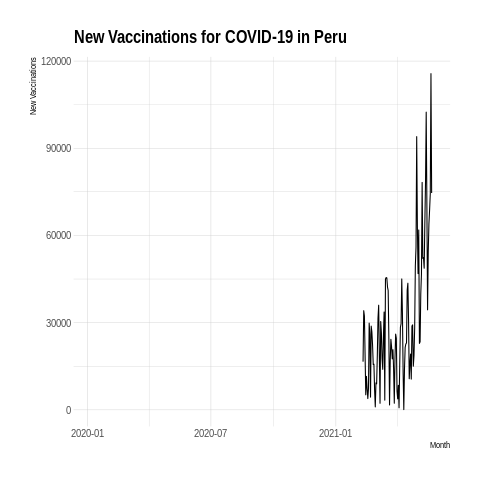 New Vaccinations for COVID-19 in Peru
New Vaccinations
120000
90000
60000
30000
0
2020-01 2020-07 2021-01
Month